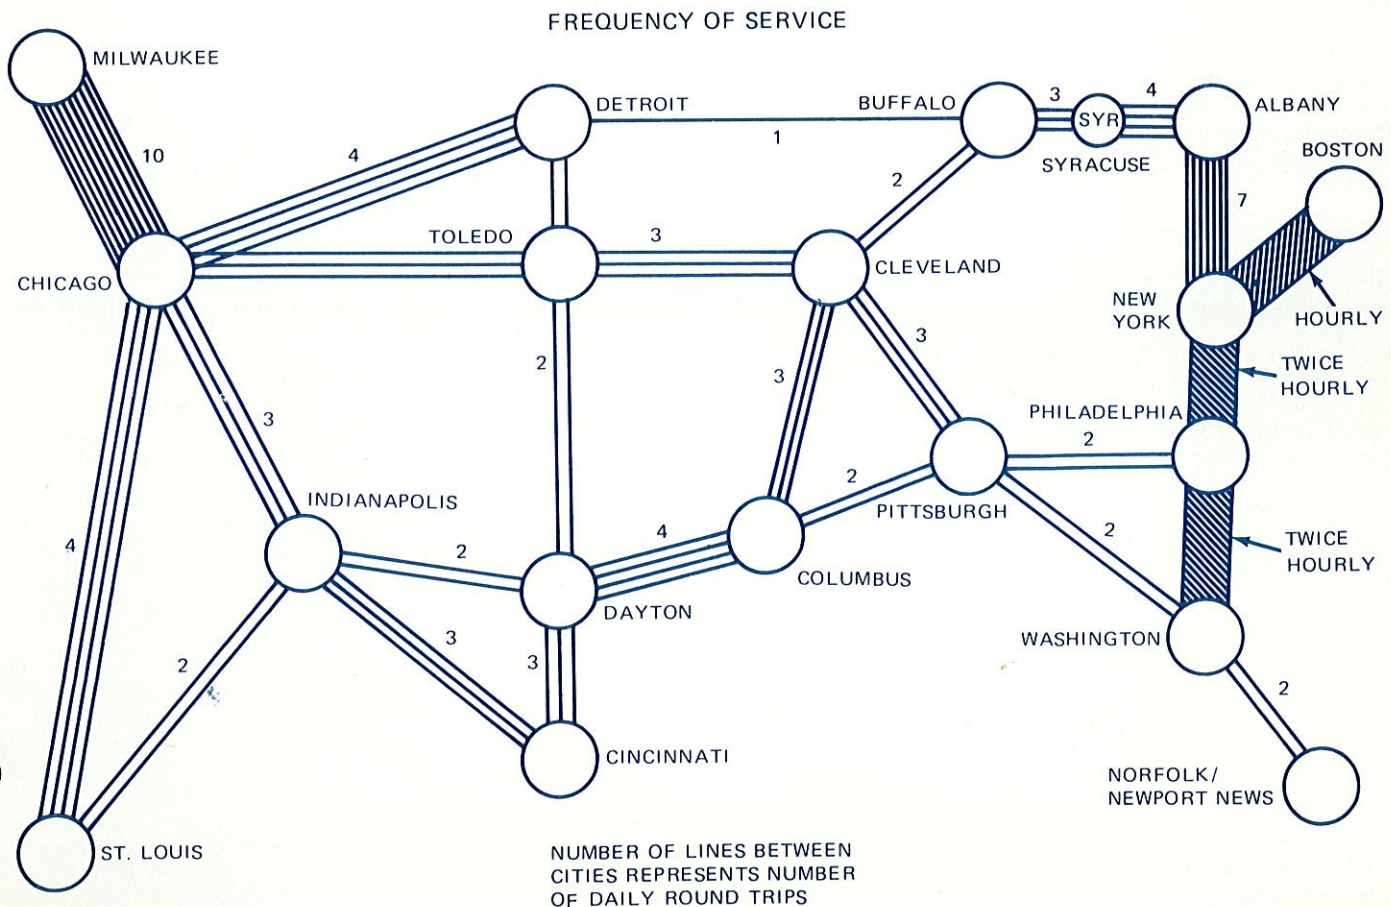 FREQUENCY OF SERVICE
MILWAUKEE
DETROIT
BUFFALO
3
SYR
4
ALBANY
1
SYRACUSE
BOSTON
10
4
2
7
TOLEDO
3
CLEVELAND
CHICAGO
NEW
YORK
HOURLY
3
TWICE
HOURLY
2
3
3
PHILADELPHIA
2
INDIANAPOLIS
2
PITTSBURGH
4
2
4
2
TWICE
HOURLY
COLUMBUS
DAYTON
WASHINGTON
3
3
2
2
CINCINNATI
NORFOLK/
NEWPORT NEWS
ST. LOUIS
NUMBER OF LINES BETWEEN
CITIES REPRESENTS NUMBER
OF DAILY ROUND TRIPS